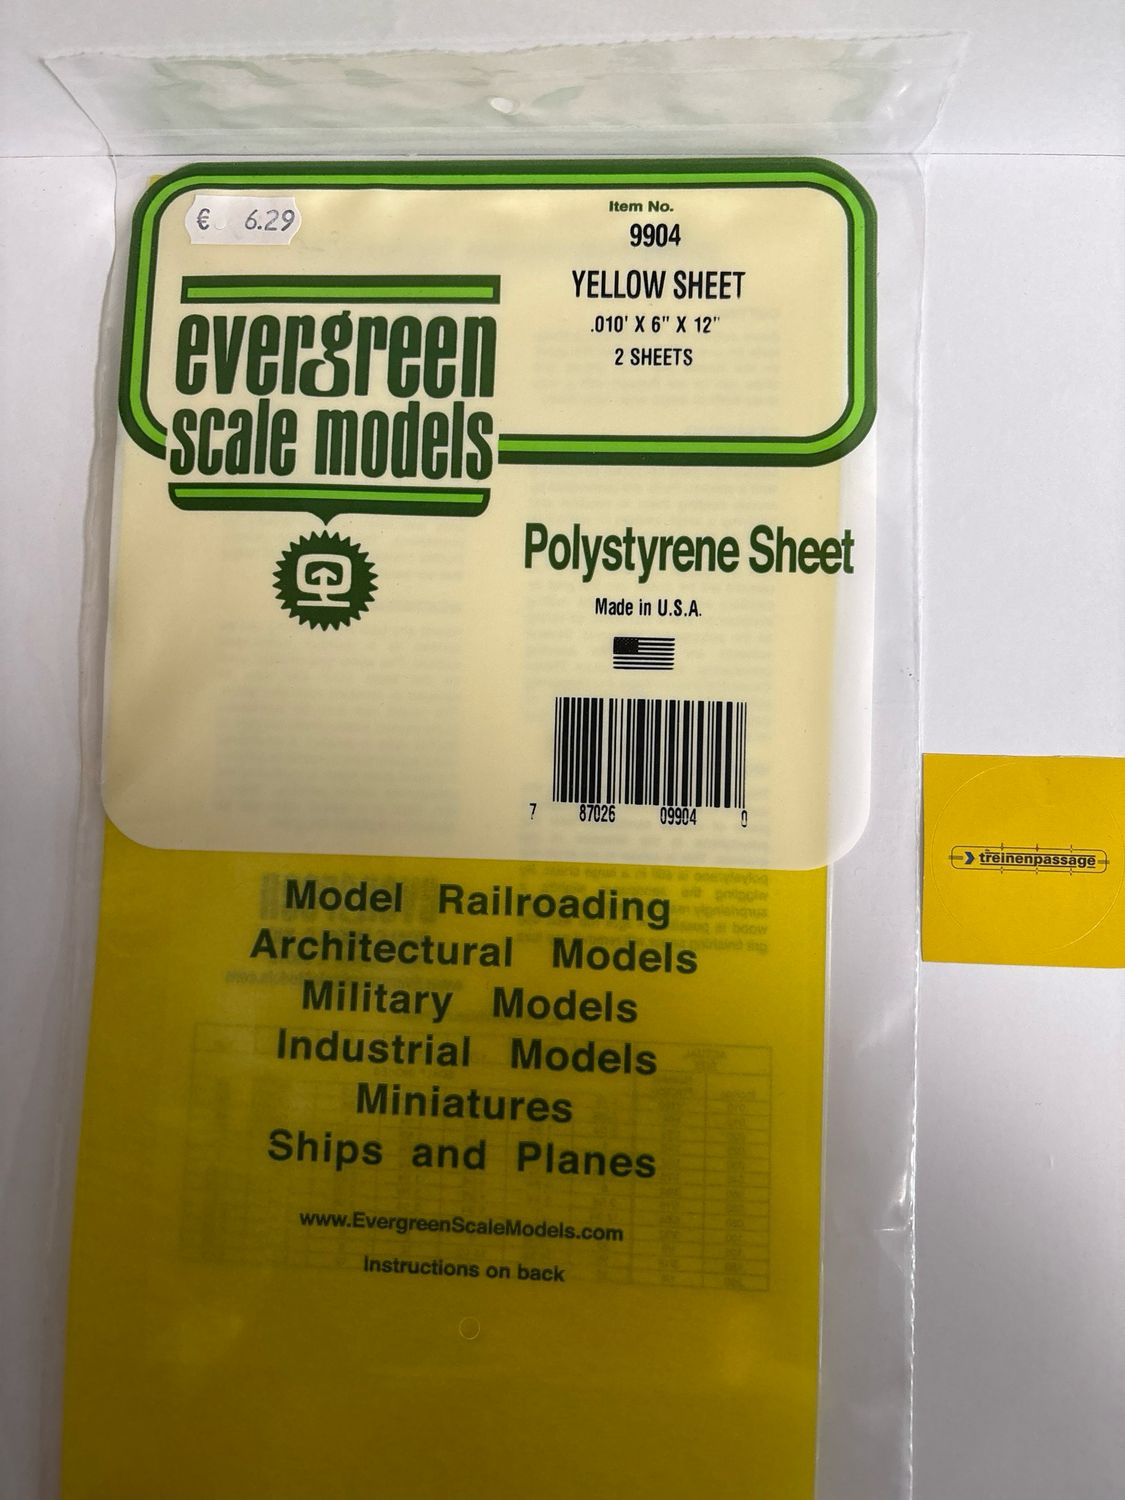 € 6.29
Item No.
9904
YELLOW SHEET
.010' X 6" X 12"
2 SHEETS
evergreen
scale models
Polystyrene Sheet
Made in U.S.A.
7 87026 09904 0
Model Railroading
Architectural Models
Military Models
Industrial Models
Miniatures
Ships and Planes
www.EvergreenScaleModels.com
Instructions on back
treinenpassage